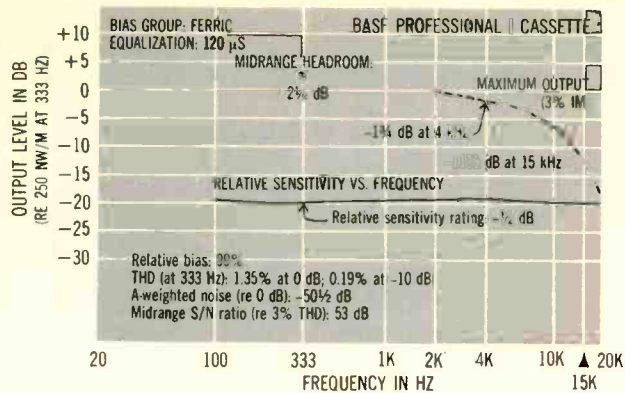 BIAS GROUP: FERRIC
EQUALIZATION: 120 μS
BASF PROFESSIONAL CASSETTE
MIDRANGE HEADROOM:
dB
MAXIMUM OUTPUT
(3% IM
-1¾ dB at 4 kHz
dB at 15 kHz
RELATIVE SENSITIVITY VS. FREQUENCY
Relative sensitivity rating: -½ dB
Relative bias:
THD (at 333 Hz): 1.35% at 0 dB; 0.19% at -10 dB
A-weighted noise (re 0 dB): -50½ dB
Midrange S/N ratio (re 3% THD): 53 dB
OUTPUT LEVEL IN DB
(RE 250 NW/M AT 333 HZ)
+10
+5
0
-5
-10
-15
-20
-25
-30
20 100 333 1K 2K 4K 10K ▲ 20K
15K
FREQUENCY IN HZ